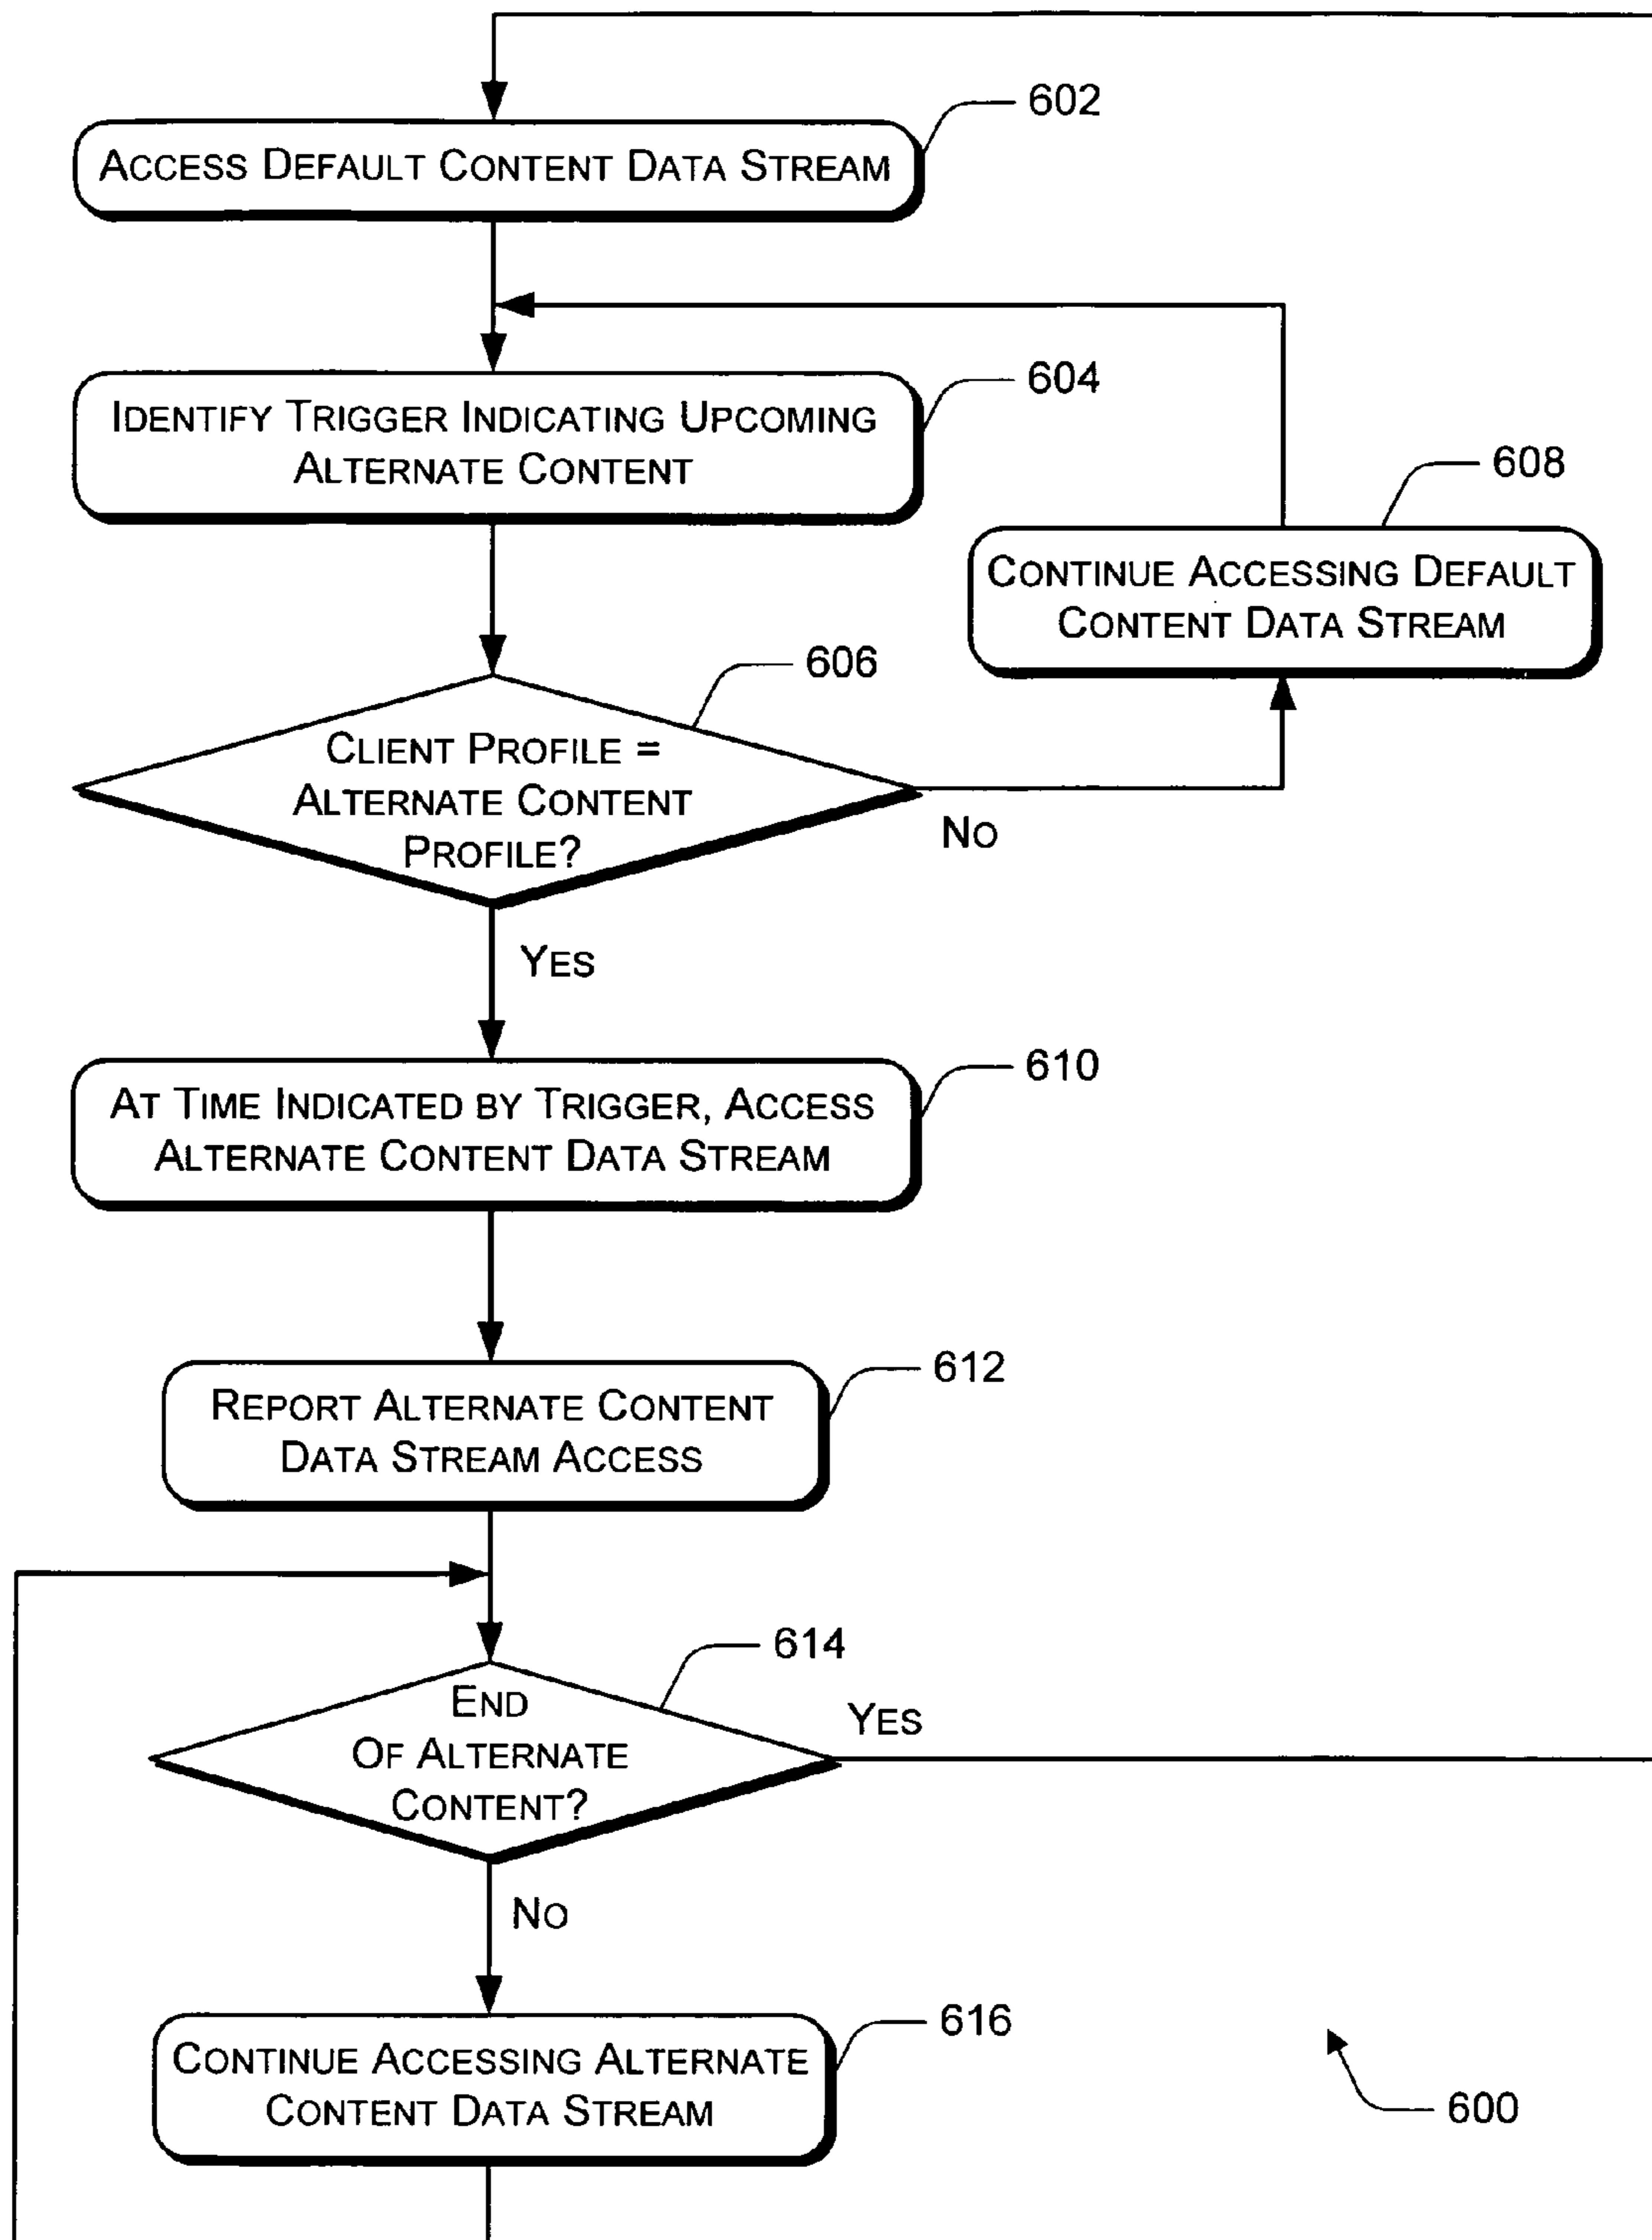 602
ACCESS DEFAULT CONTENT DATA STREAM
604
IDENTIFY TRIGGER INDICATING UPCOMING
ALTERNATE CONTENT
608
CONTINUE ACCESSING DEFAULT
CONTENT DATA STREAM
606
CLIENT PROFILE =
ALTERNATE CONTENT
PROFILE?
NO
YES
610
AT TIME INDICATED BY TRIGGER, ACCESS
ALTERNATE CONTENT DATA STREAM
612
REPORT ALTERNATE CONTENT
DATA STREAM ACCESS
614
END
OF ALTERNATE
CONTENT?
YES
NO
616
CONTINUE ACCESSING ALTERNATE
CONTENT DATA STREAM
600